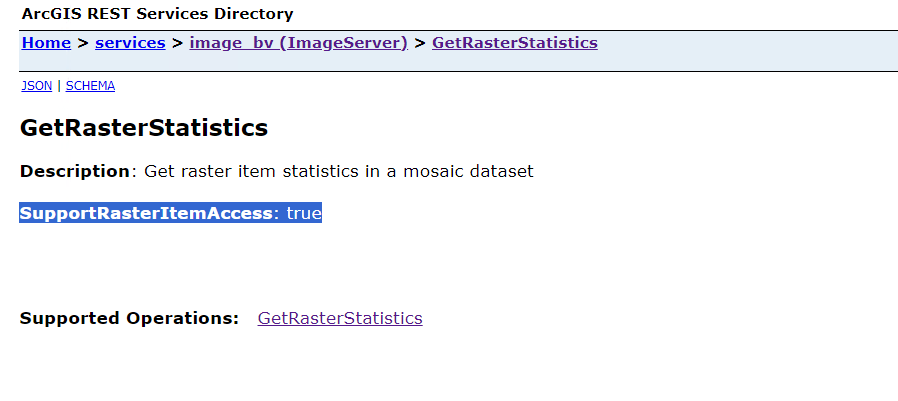 ArcGIS REST Services Directory
Home > services > image_bv (ImageServer) > GetRasterStatistics
JSON | SCHEMA
GetRasterStatistics
Description: Get raster item statistics in a mosaic dataset
SupportRasterItemAccess: true
Supported Operations: GetRasterStatistics